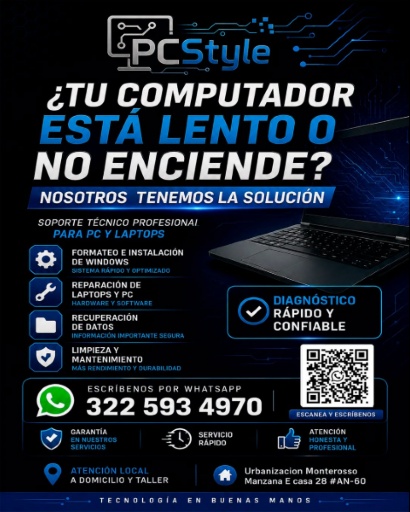 PCStyle
¿TU COMPUTADOR
ESTÁ LENTO O
NO ENCIENDE?
NOSOTROS TENEMOS LA SOLUCIÓN
SOPORTE TÉCNICO PROFESIONAL
PARA PC Y LAPTOPS
FORMATEO E INSTALACIÓN
DE WINDOWS
SISTEMA RÁPIDO Y OPTIMIZADO
REPARACIÓN DE
LAPTOPS Y PC
HARDWARE Y SOFTWARE
RECUPERACIÓN
DE DATOS
INFORMACIÓN IMPORTANTE SEGURA
LIMPIEZA Y
MANTENIMIENTO
MÁS RENDIMIENTO Y DURABILIDAD
DIAGNÓSTICO
RÁPIDO Y
CONFIABLE
ESCANEA Y ESCRÍBENOS
ESCRÍBENOS POR WHATSAPP
322 593 4970
GARANTÍA
EN NUESTROS
SERVICIOS
SERVICIO
RÁPIDO
ATENCIÓN
HONESTA Y
PROFESIONAL
ATENCIÓN LOCAL
A DOMICILIO Y TALLER
Urbanizacion Monterosso
Manzana E casa 28 #AN-60
TECNOLOGÍA EN BUENAS MANOS